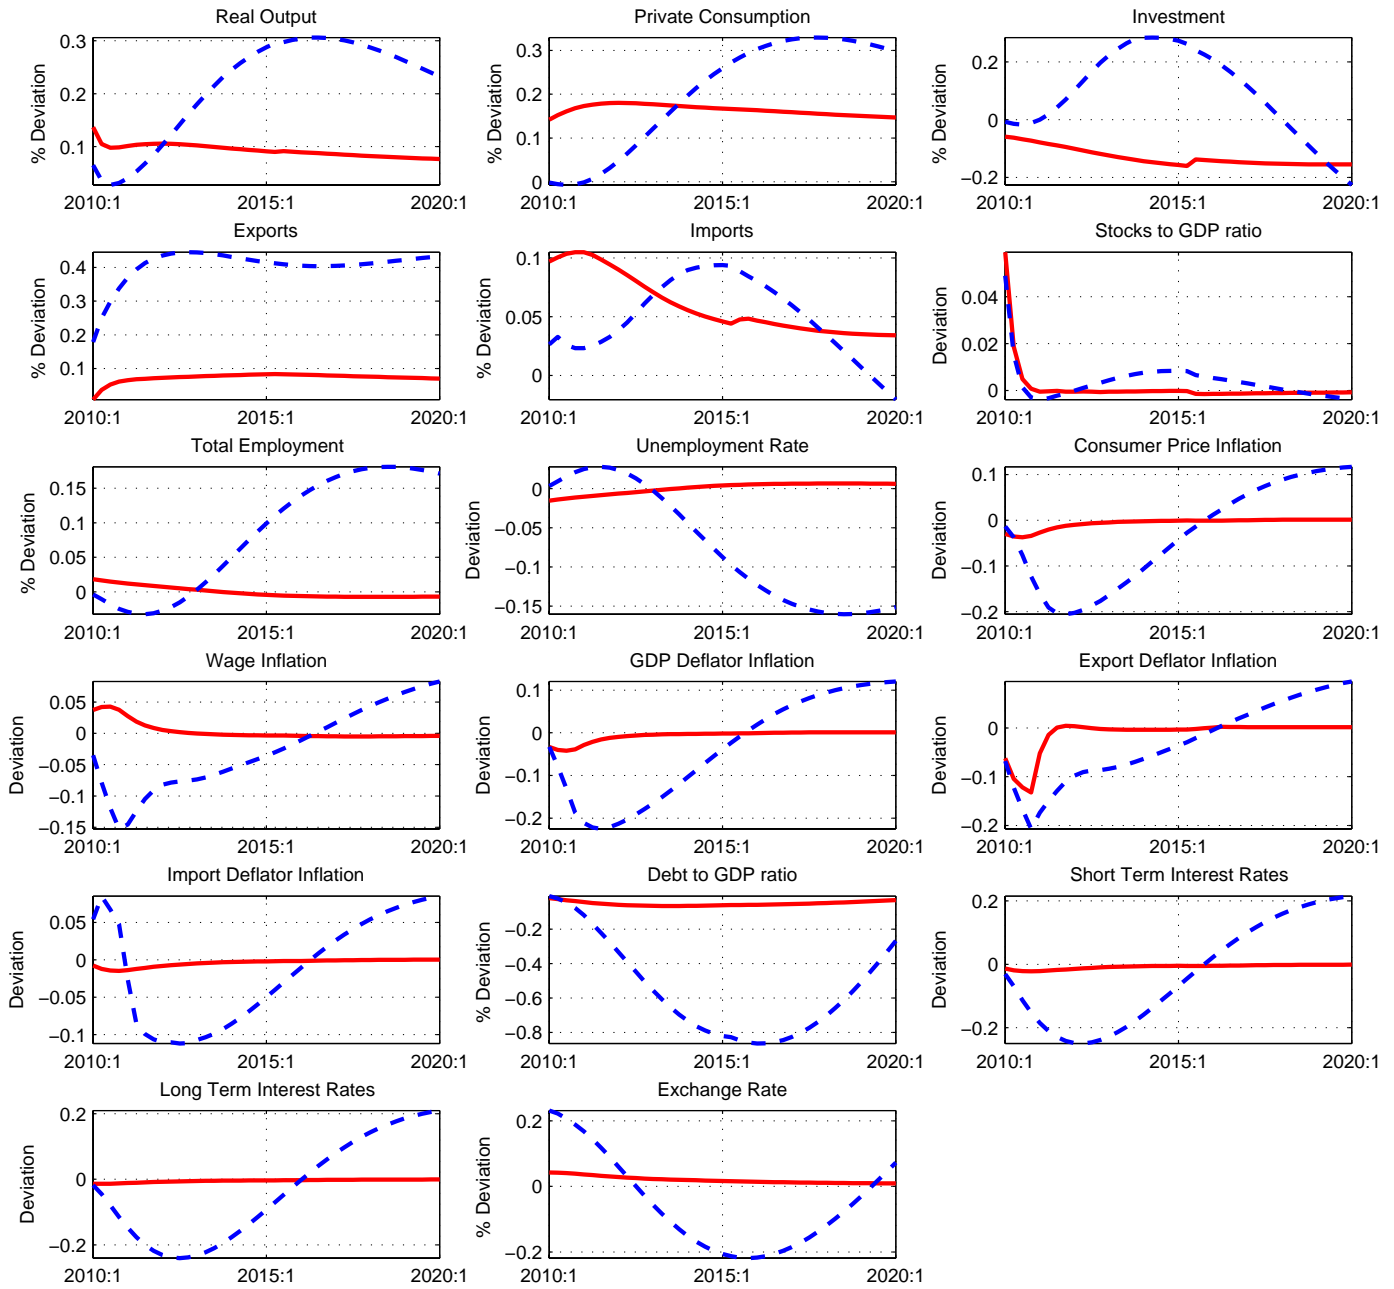 Real Output
% Deviation
0.3
0.2
0.1
2010:1 2015:1 2020:1
Private Consumption
% Deviation
0.3
0.2
0.1
0
2010:1 2015:1 2020:1
Investment
% Deviation
0.2
0
−0.2
2010:1 2015:1 2020:1
Exports
% Deviation
0.4
0.3
0.2
0.1
2010:1 2015:1 2020:1
Imports
% Deviation
0.1
0.05
0
2010:1 2015:1 2020:1
Stocks to GDP ratio
Deviation
0.04
0.02
0
2010:1 2015:1 2020:1
Total Employment
% Deviation
0.15
0.1
0.05
0
2010:1 2015:1 2020:1
Unemployment Rate
Deviation
0
−0.05
−0.1
−0.15
2010:1 2015:1 2020:1
Consumer Price Inflation
Deviation
0.1
0
−0.1
−0.2
2010:1 2015:1 2020:1
Wage Inflation
Deviation
0.05
0
−0.05
−0.1
−0.15
2010:1 2015:1 2020:1
GDP Deflator Inflation
Deviation
0.1
0
−0.1
−0.2
2010:1 2015:1 2020:1
Export Deflator Inflation
Deviation
0
−0.1
−0.2
2010:1 2015:1 2020:1
Import Deflator Inflation
Deviation
0.05
0
−0.05
−0.1
2010:1 2015:1 2020:1
Debt to GDP ratio
% Deviation
−0.2
−0.4
−0.6
−0.8
2010:1 2015:1 2020:1
Short Term Interest Rates
Deviation
0.2
0
−0.2
2010:1 2015:1 2020:1
Long Term Interest Rates
Deviation
0.2
0
−0.2
2010:1 2015:1 2020:1
Exchange Rate
% Deviation
0.2
0
−0.2
2010:1 2015:1 2020:1